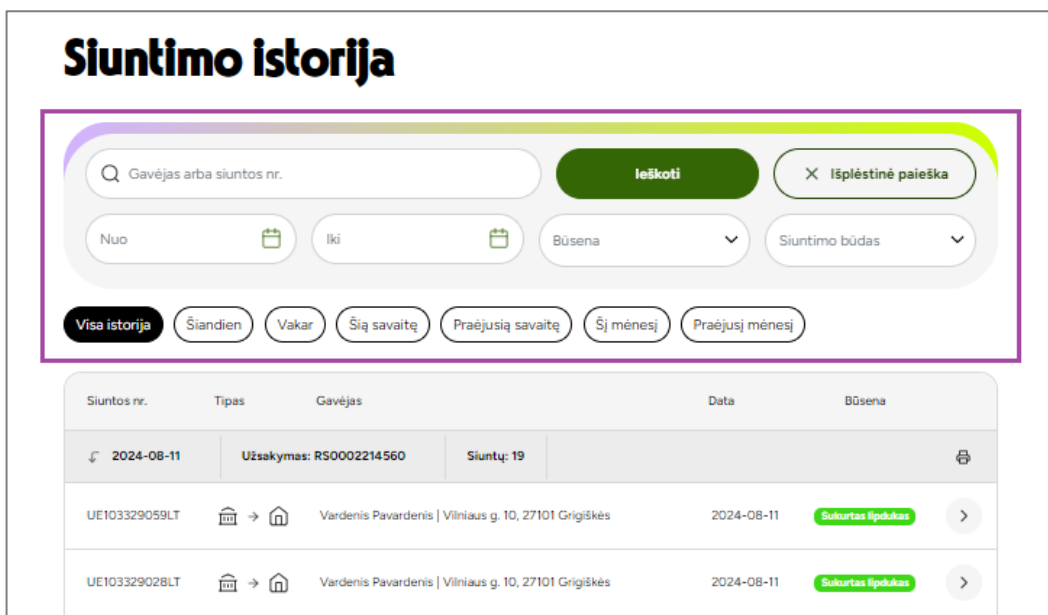 Siuntimo istorija
Gavėjas arba siuntos nr. Ieškoti Išplėstinė paieška
Nuo Iki Būsena Siuntimo būdas
Visa istorija Šiandien Vakar Šią savaitę Praėjusią savaitę Šį mėnesį Praėjusį mėnesį
Siuntos nr. Tipas Gavėjas Data Būsena
2024-08-11 Užsakymas: RS0002214560 Siuntų: 19
UE103329059LT Vardenis Pavardenis | Vilniaus g. 10, 27101 Grigiškės 2024-08-11 Sukurtas lipdukas
UE103329028LT Vardenis Pavardenis | Vilniaus g. 10, 27101 Grigiškės 2024-08-11 Sukurtas lipdukas